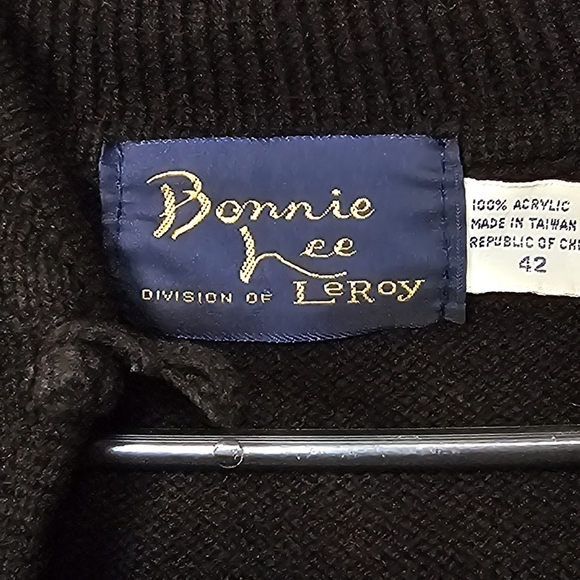 Bonnie
Lee
DIVISION OF LeRoy
100% ACRYLIC
MADE IN TAIWAN
REPUBLIC OF CHI
42